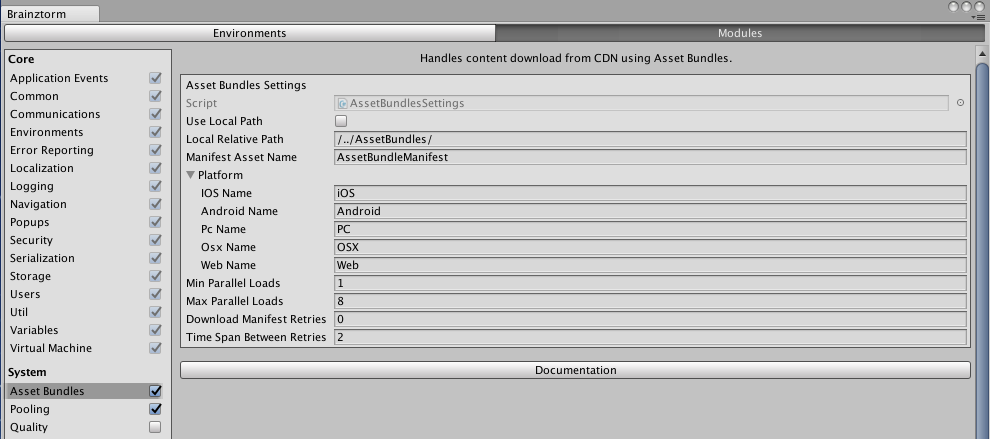 Brainztorm
Environments
Modules
Core
Application Events
Common
Communications
Environments
Error Reporting
Localization
Logging
Navigation
Popups
Security
Serialization
Storage
Users
Util
Variables
Virtual Machine
System
Asset Bundles
Pooling
Quality
Handles content download from CDN using Asset Bundles.
Asset Bundles Settings
Script AssetBundlesSettings
Use Local Path
Local Relative Path /../AssetBundles/
Manifest Asset Name AssetBundleManifest
Platform
IOS Name iOS
Android Name Android
Pc Name PC
Osx Name OSX
Web Name Web
Min Parallel Loads 1
Max Parallel Loads 8
Download Manifest Retries 0
Time Span Between Retries 2
Documentation